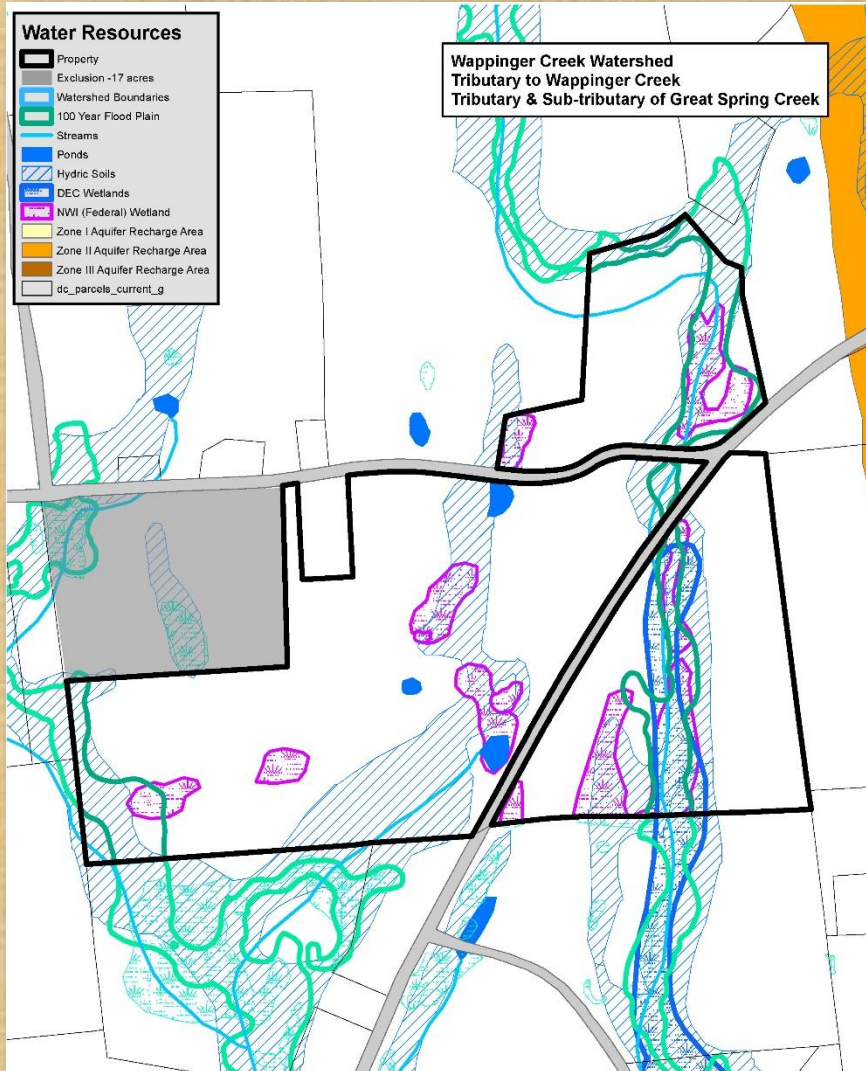 Water Resources
Property
Exclusion -17 acres
Watershed Boundaries
100 Year Flood Plain
Streams
Ponds
Hydric Soils
DEC Wetlands
NWI (Federal) Wetland
Zone I Aquifer Recharge Area
Zone II Aquifer Recharge Area
Zone III Aquifer Recharge Area
dc_parcels_current_g
Wappinger Creek Watershed
Tributary to Wappinger Creek
Tributary & Sub-tributary of Great Spring Creek